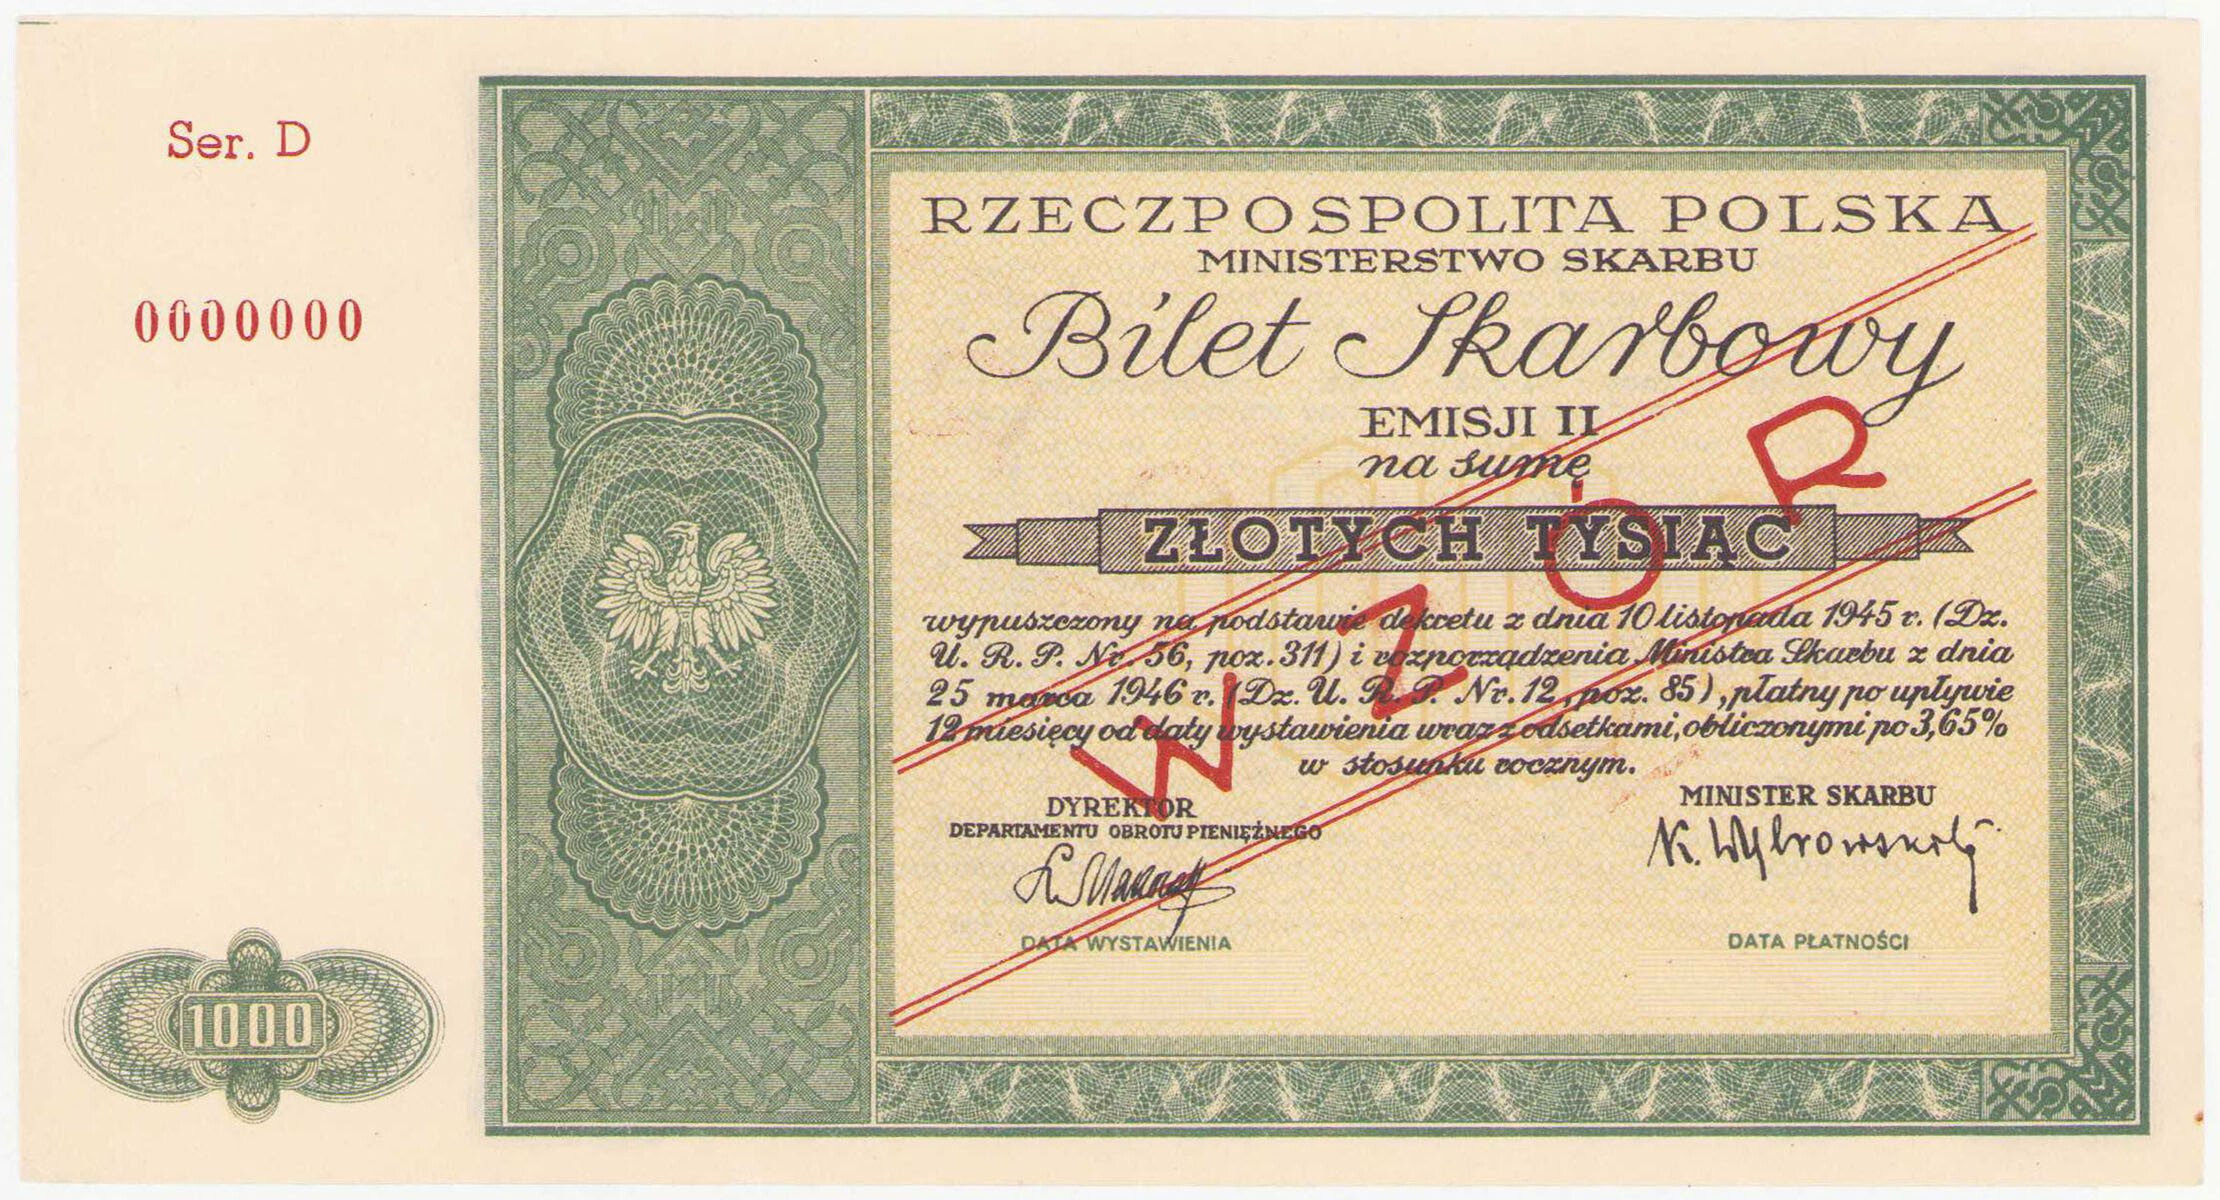 Ser. D
0000000
1000
RZECZPOSPOLITA POLSKA
MINISTERSTWO SKARBU
Bilet Skarbowy
EMISJI II
na sumę
ZŁOTYCH TYSIĄC
wypuszczony na podstawie dekretu z dnia 10 listopada 1945 r. (Dz.
U. R. P. Nr. 56, poz. 311) i rozporządzenia Ministra Skarbu z dnia
25 marca 1946 r. (Dz. U. R. P. Nr. 12, poz. 85), płatny po upływie
12 miesięcy od daty wystawienia wraz z odsetkami, obliczonymi po 3,65%
w stosunku rocznym.
WZÓR
DYREKTOR
DEPARTAMENTU OBROTU PIENIĘŻNEGO
MINISTER SKARBU
DATA WYSTAWIENIA
DATA PŁATNOŚCI